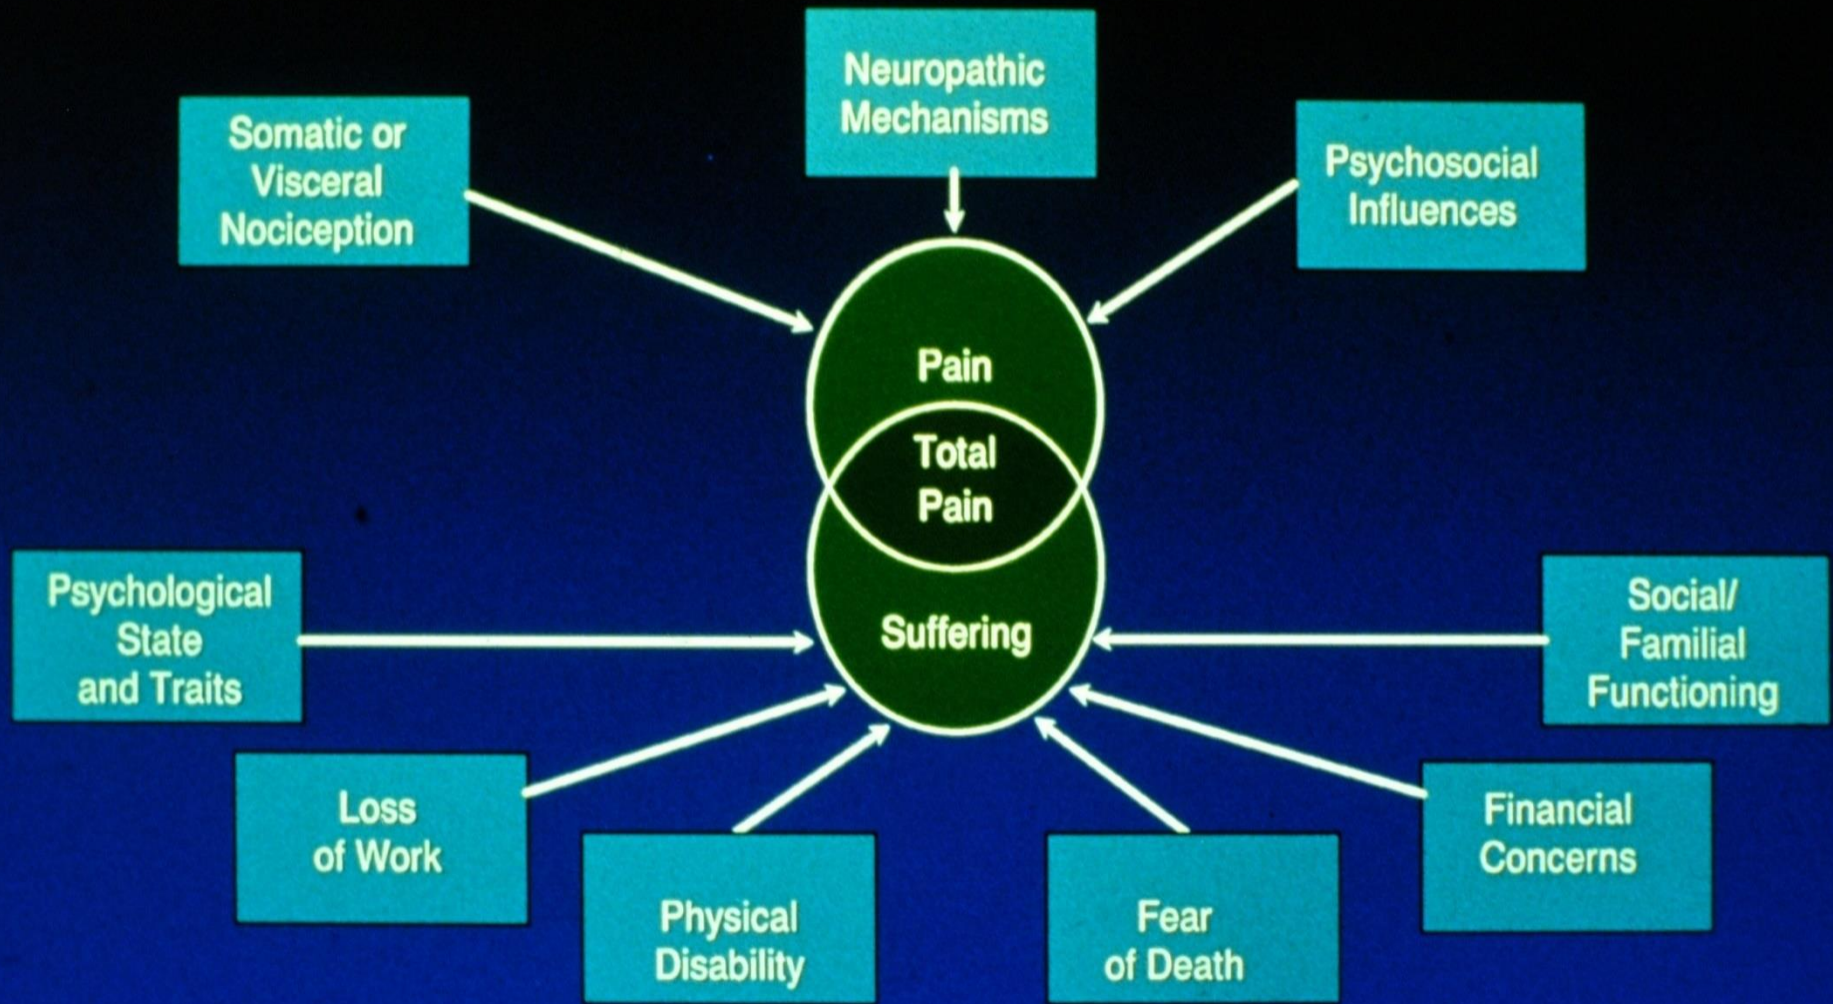 Neuropathic
Mechanisms
Somatic or
Visceral
Nociception
Psychosocial
Influences
Pain
Total
Pain
Suffering
Psychological
State
and Traits
Social/
Familial
Functioning
Loss
of Work
Financial
Concerns
Physical
Disability
Fear
of Death